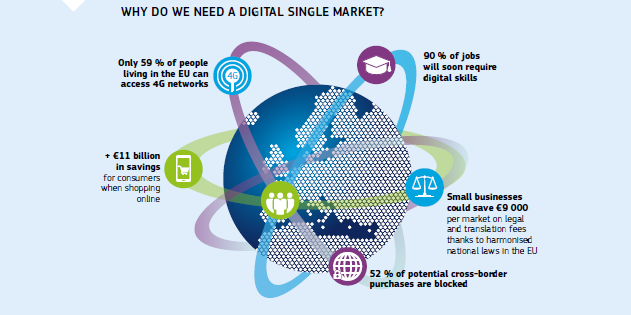 WHY DO WE NEED A DIGITAL SINGLE MARKET?
Only 59 % of people
living in the EU can
access 4G networks
4G
90 % of jobs
will soon require
digital skills
+ €11 billion
in savings
for consumers
when shopping
online
Small businesses
could save €9 000
per market on legal
and translation fees
thanks to harmonised
national laws in the EU
52 % of potential cross-border
purchases are blocked